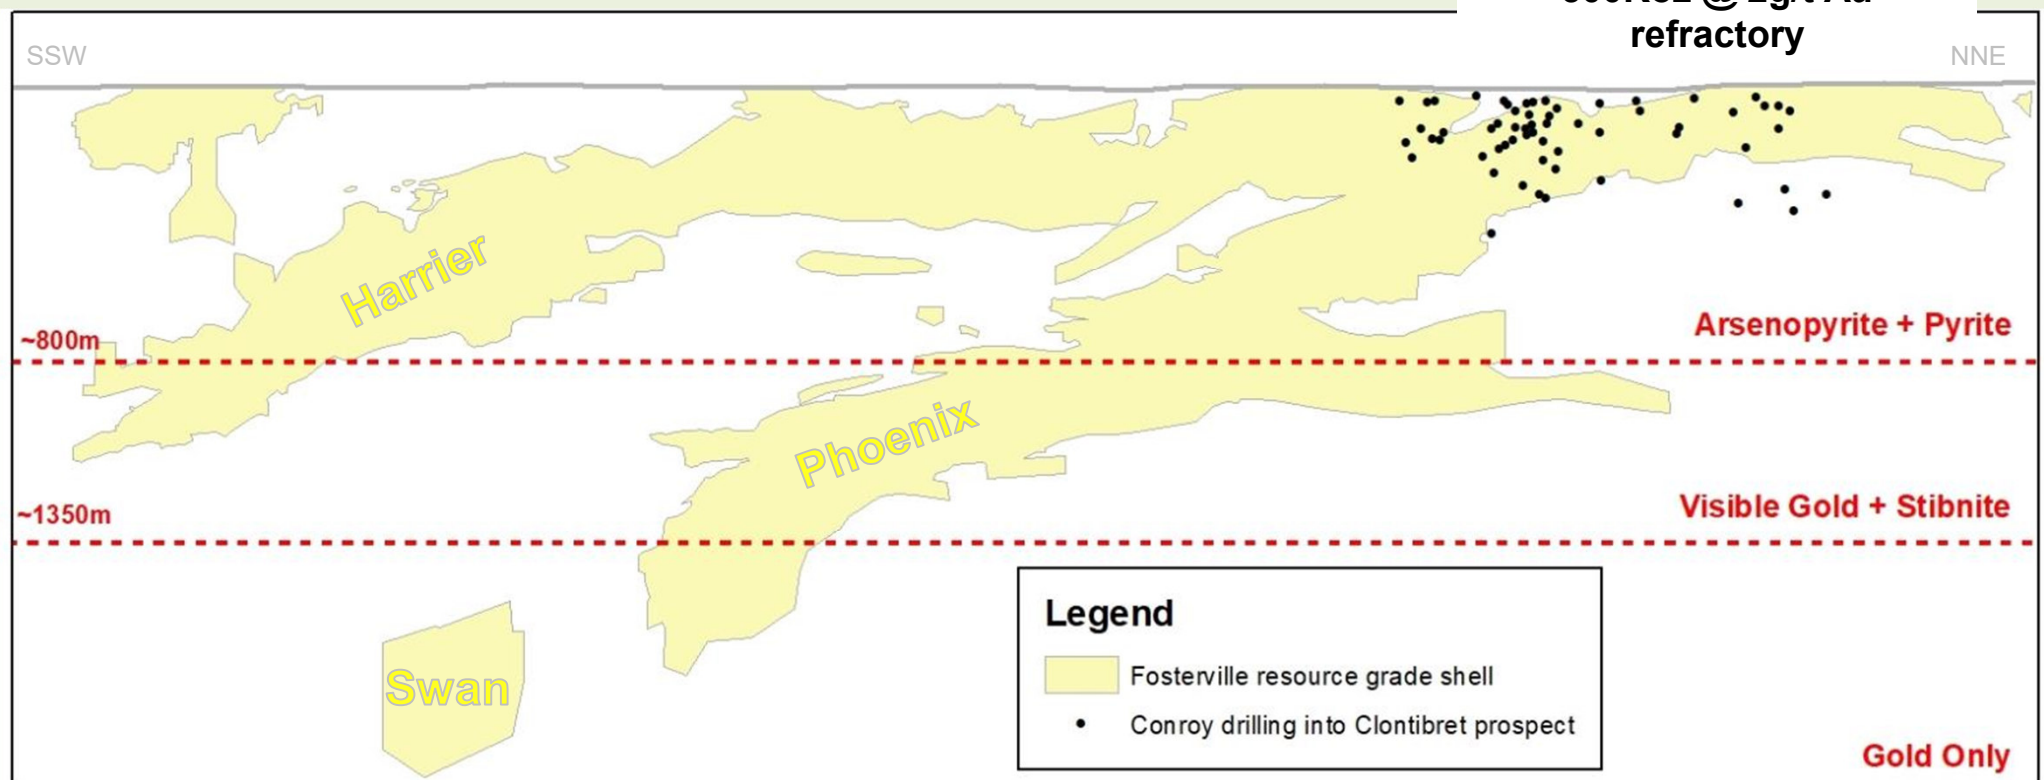 refractory
SSW
NNE
Harrier
~800m
Arsenopyrite + Pyrite
Phoenix
~1350m
Visible Gold + Stibnite
Legend
Fosterville resource grade shell
Conroy drilling into Clontibret prospect
Swan
Gold Only